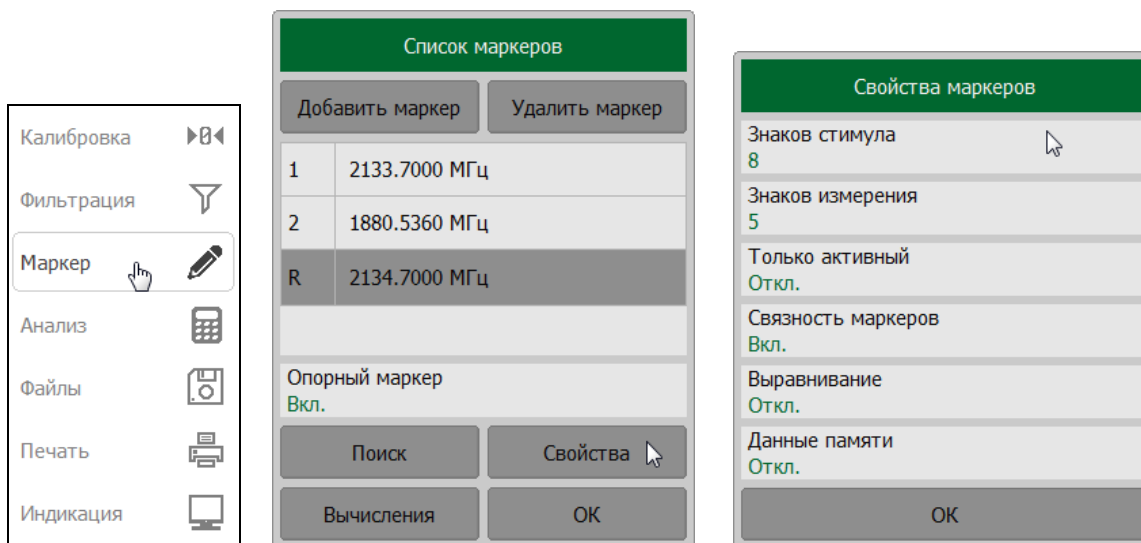 Калибровка
Фильтрация
Маркер
Анализ
Файлы
Печать
Индикация
Список маркеров
Добавить маркер
Удалить маркер
1 2133.7000 МГц
2 1880.5360 МГц
R 2134.7000 МГц
Опорный маркер
Вкл.
Поиск
Свойства
Вычисления
ОК
Свойства маркеров
Знаков стимула
8
Знаков измерения
5
Только активный
Откл.
Связность маркеров
Вкл.
Выравнивание
Откл.
Данные памяти
Откл.
ОК